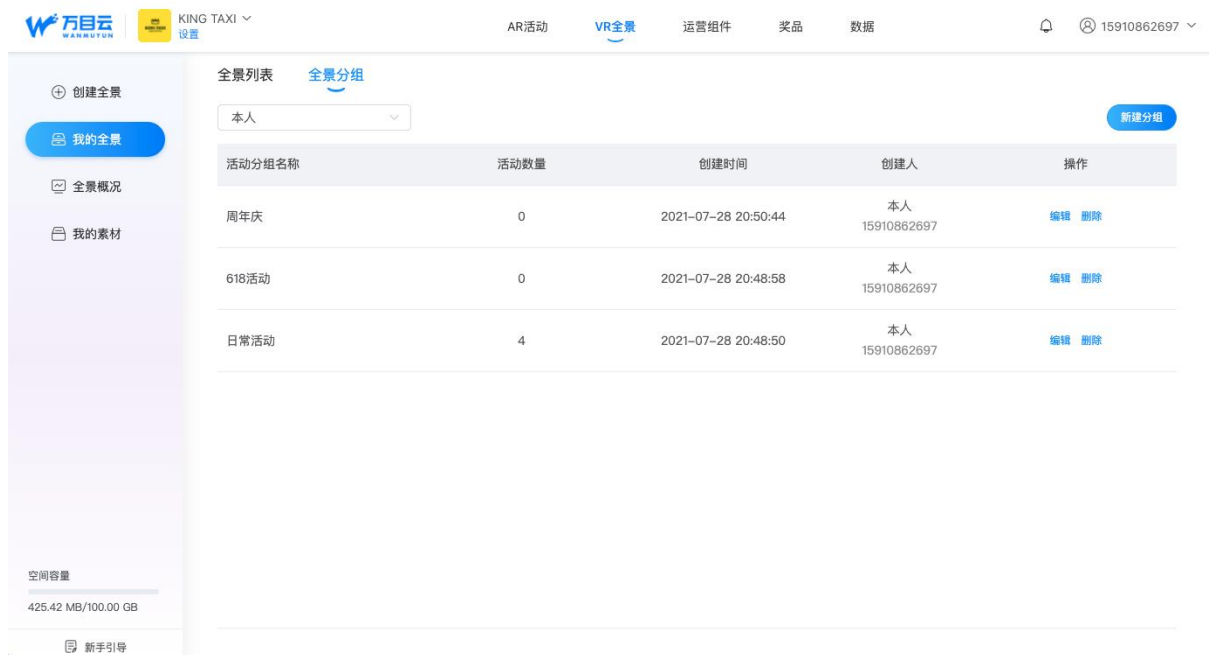 万目云
WANMUYUN
KING TAXI
设置
AR活动
VR全景
运营组件
奖品
数据
15910862697
创建全景
我的全景
全景概况
我的素材
全景列表
全景分组
本人
新建分组
活动分组名称 活动数量 创建时间 创建人 操作
周年庆 0 2021-07-28 20:50:44 本人 15910862697 编辑 删除
618活动 0 2021-07-28 20:48:58 本人 15910862697 编辑 删除
日常活动 4 2021-07-28 20:48:50 本人 15910862697 编辑 删除
空间容量
425.42 MB/100.00 GB
新手引导